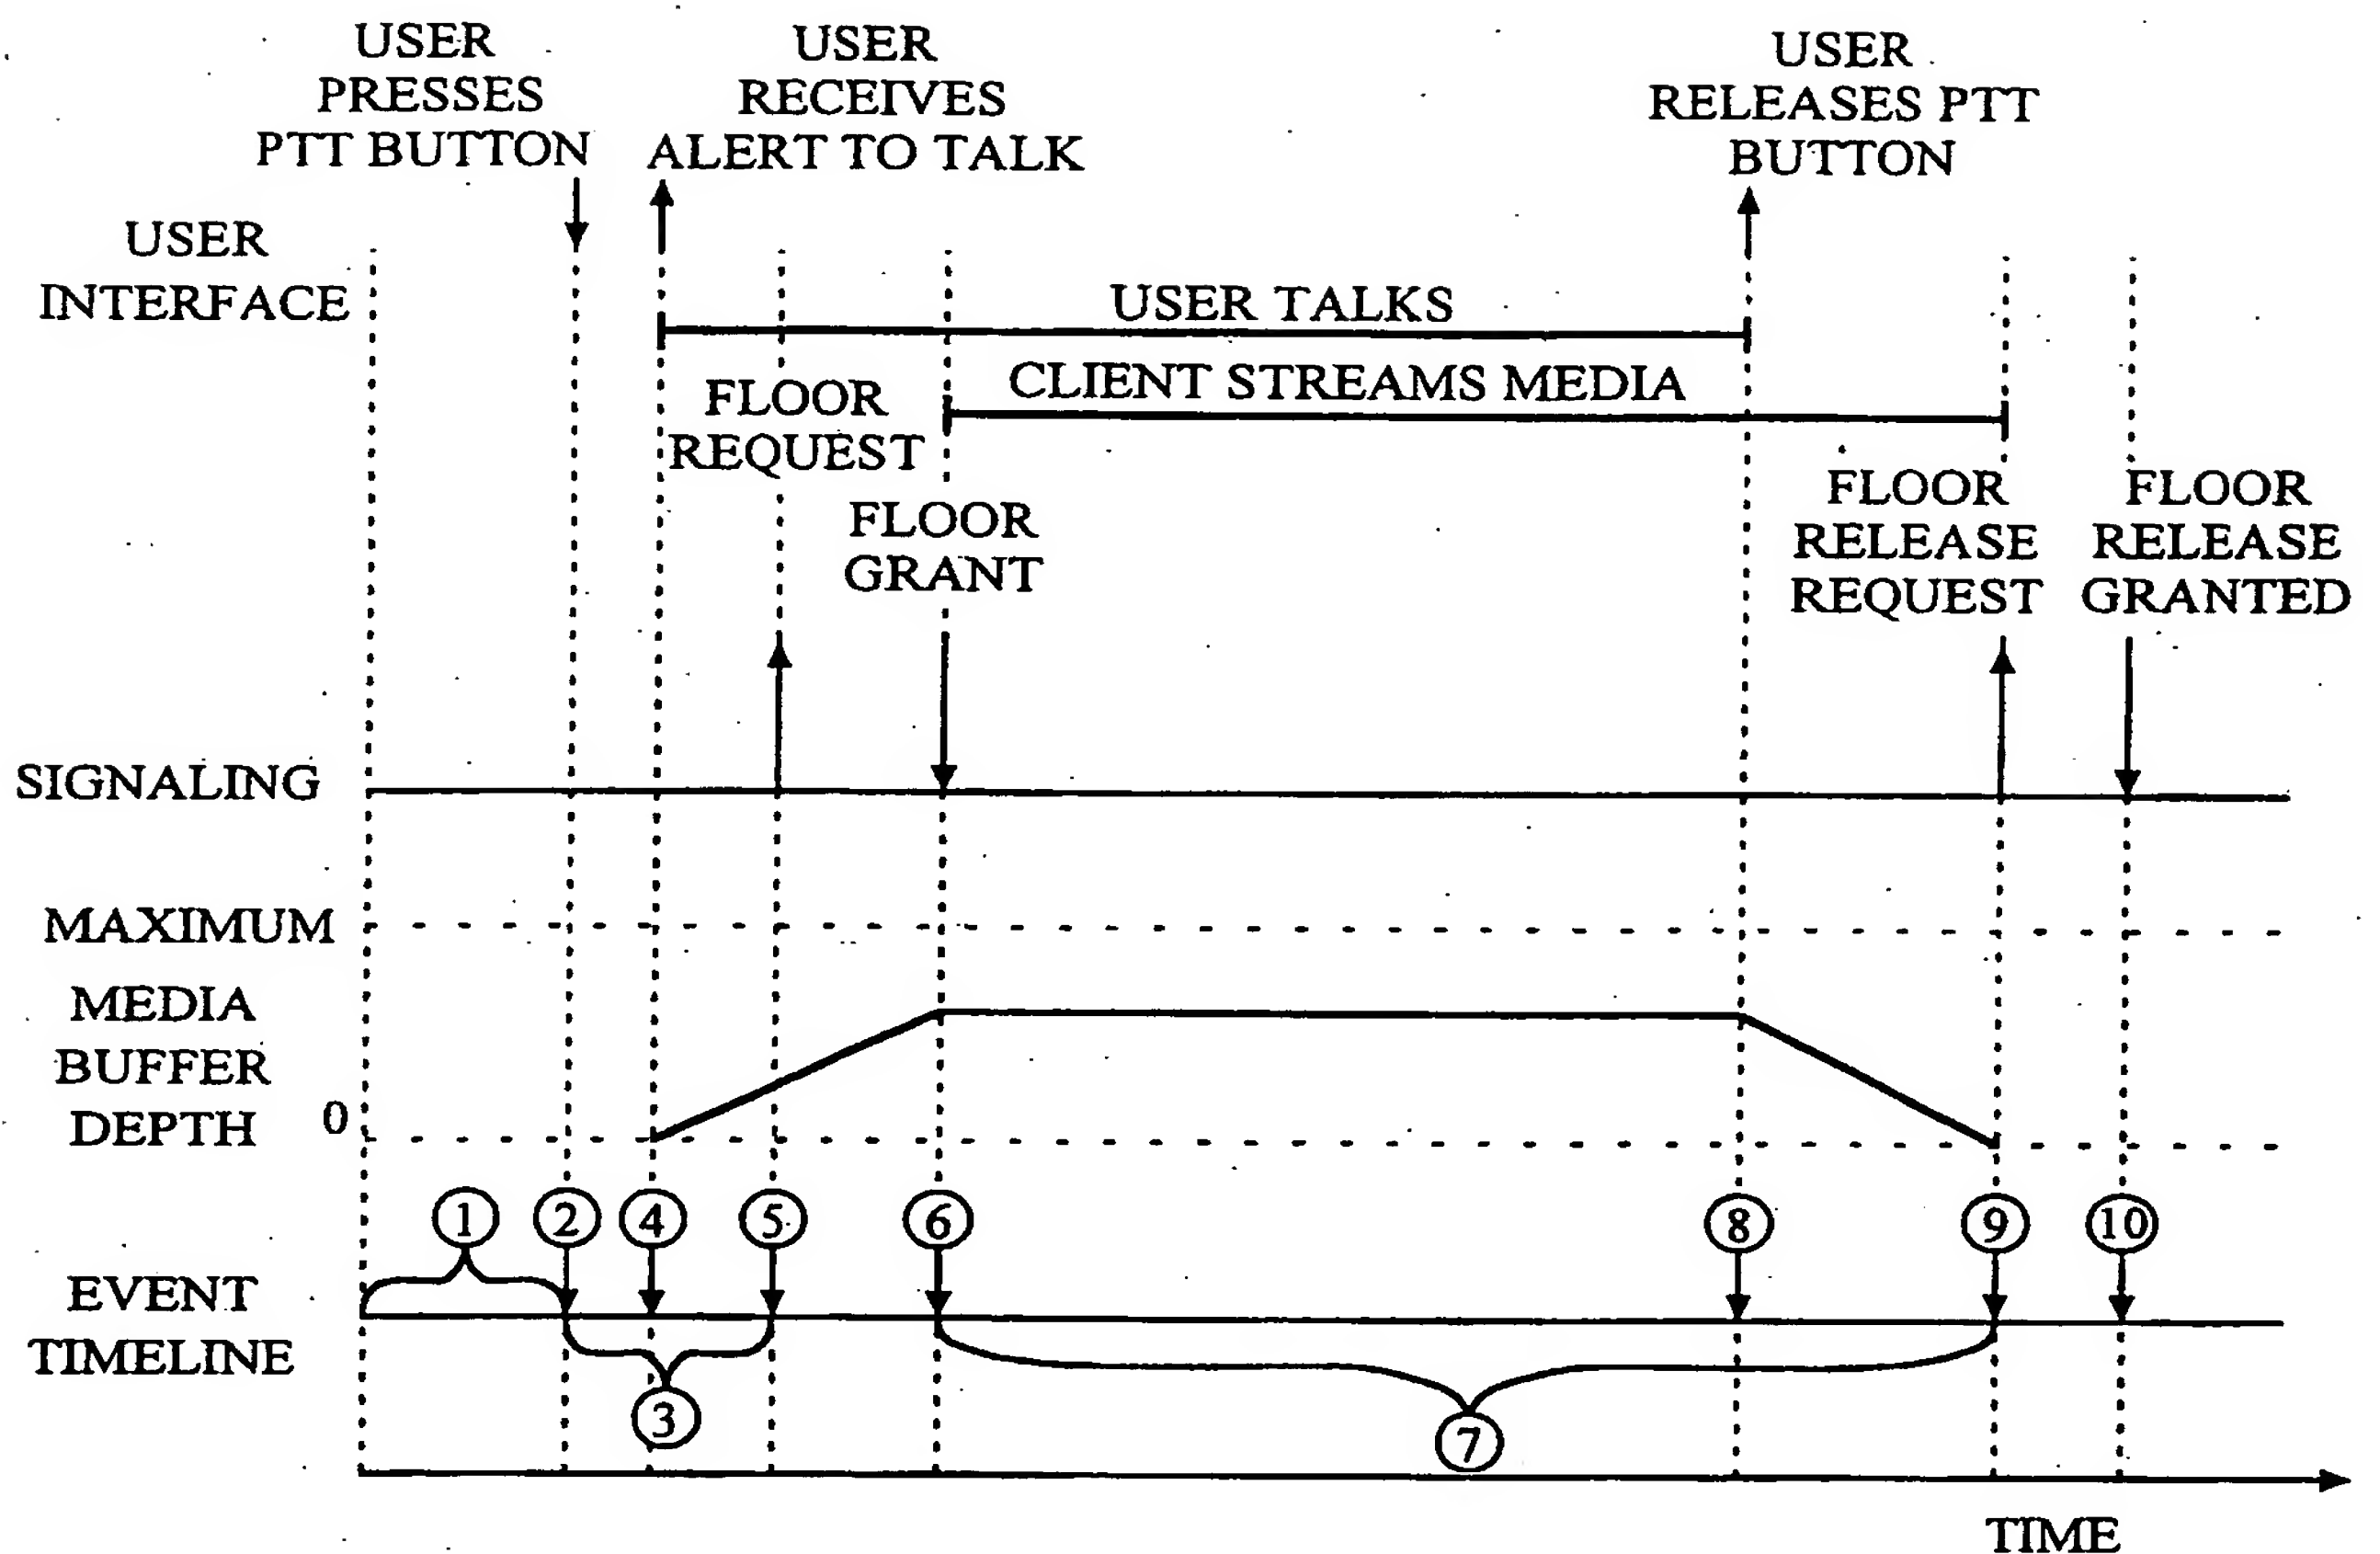 USER
PRESSES
PTT BUTTON
USER
RECEIVES
ALERT TO TALK
USER
RELEASES PTT
BUTTON
USER
INTERFACE
USER TALKS
CLIENT STREAMS MEDIA
FLOOR
REQUEST
FLOOR
GRANT
FLOOR
RELEASE
REQUEST
FLOOR
RELEASE
GRANTED
SIGNALING
MAXIMUM
MEDIA
BUFFER
DEPTH
0
1 2 4 5 6 8 9 10
EVENT
TIMELINE
3
7
TIME